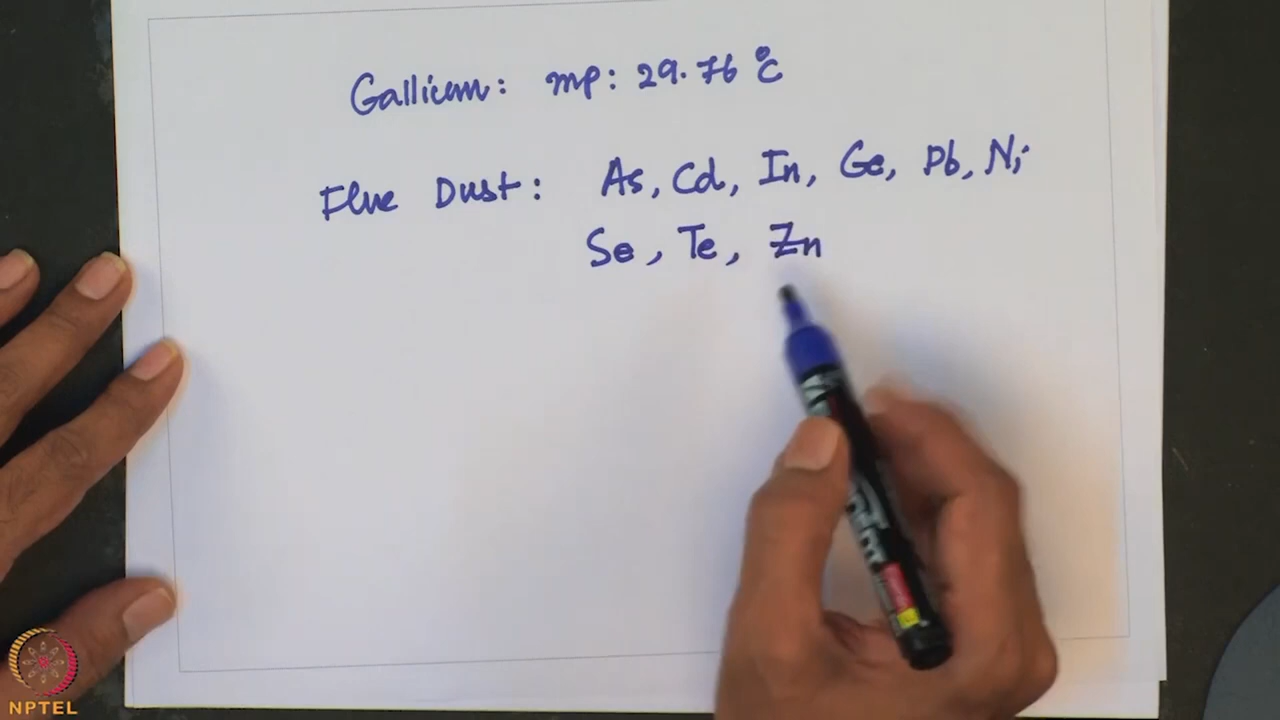 Gallium: mp: 29.76 °C
Flue Dust: As, Cd, In, Ge, Pb, Ni
Se, Te, Zn
NPTEL